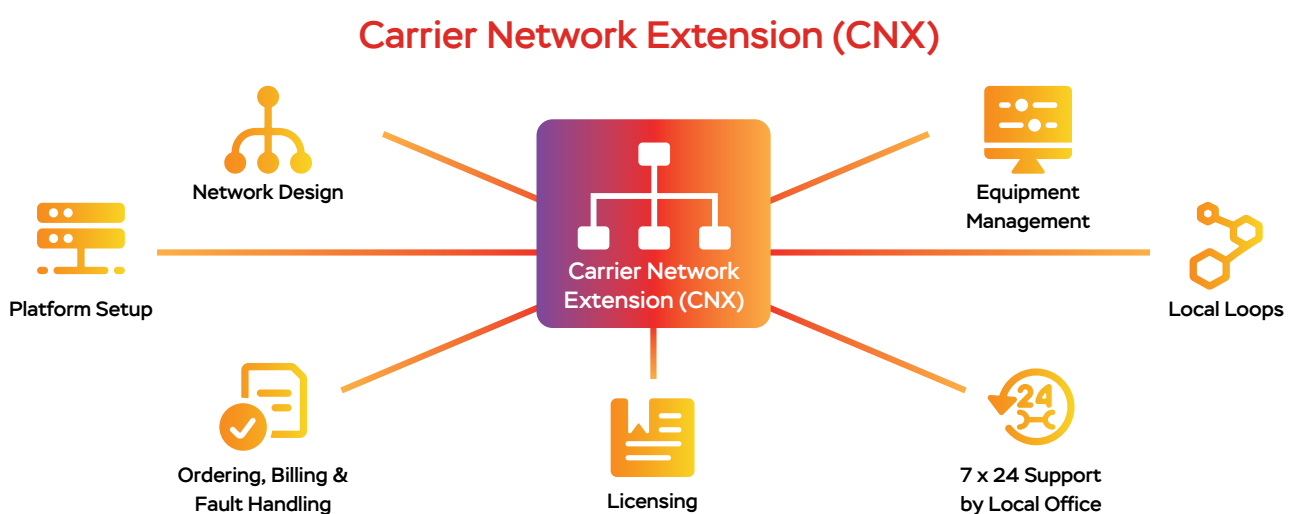 Carrier Network Extension (CNX)
Network Design
Equipment
Management
Carrier Network
Extension (CNX)
Platform Setup
Local Loops
24
Ordering, Billing &
Fault Handling
Licensing
7 x 24 Support
by Local Office